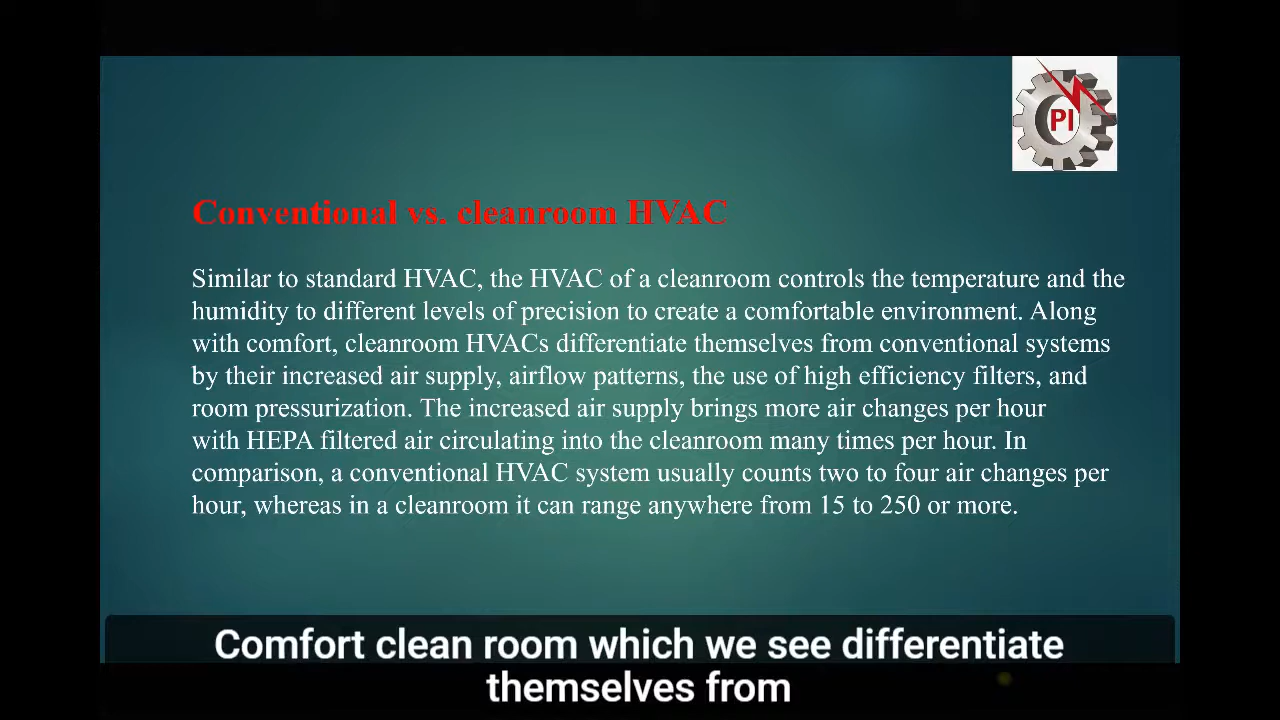 PI
Conventional vs. cleanroom HVAC
Similar to standard HVAC, the HVAC of a cleanroom controls the temperature and the
humidity to different levels of precision to create a comfortable environment. Along
with comfort, cleanroom HVACs differentiate themselves from conventional systems
by their increased air supply, airflow patterns, the use of high efficiency filters, and
room pressurization. The increased air supply brings more air changes per hour
with HEPA filtered air circulating into the cleanroom many times per hour. In
comparison, a conventional HVAC system usually counts two to four air changes per
hour, whereas in a cleanroom it can range anywhere from 15 to 250 or more.
Comfort clean room which we see differentiate
themselves from